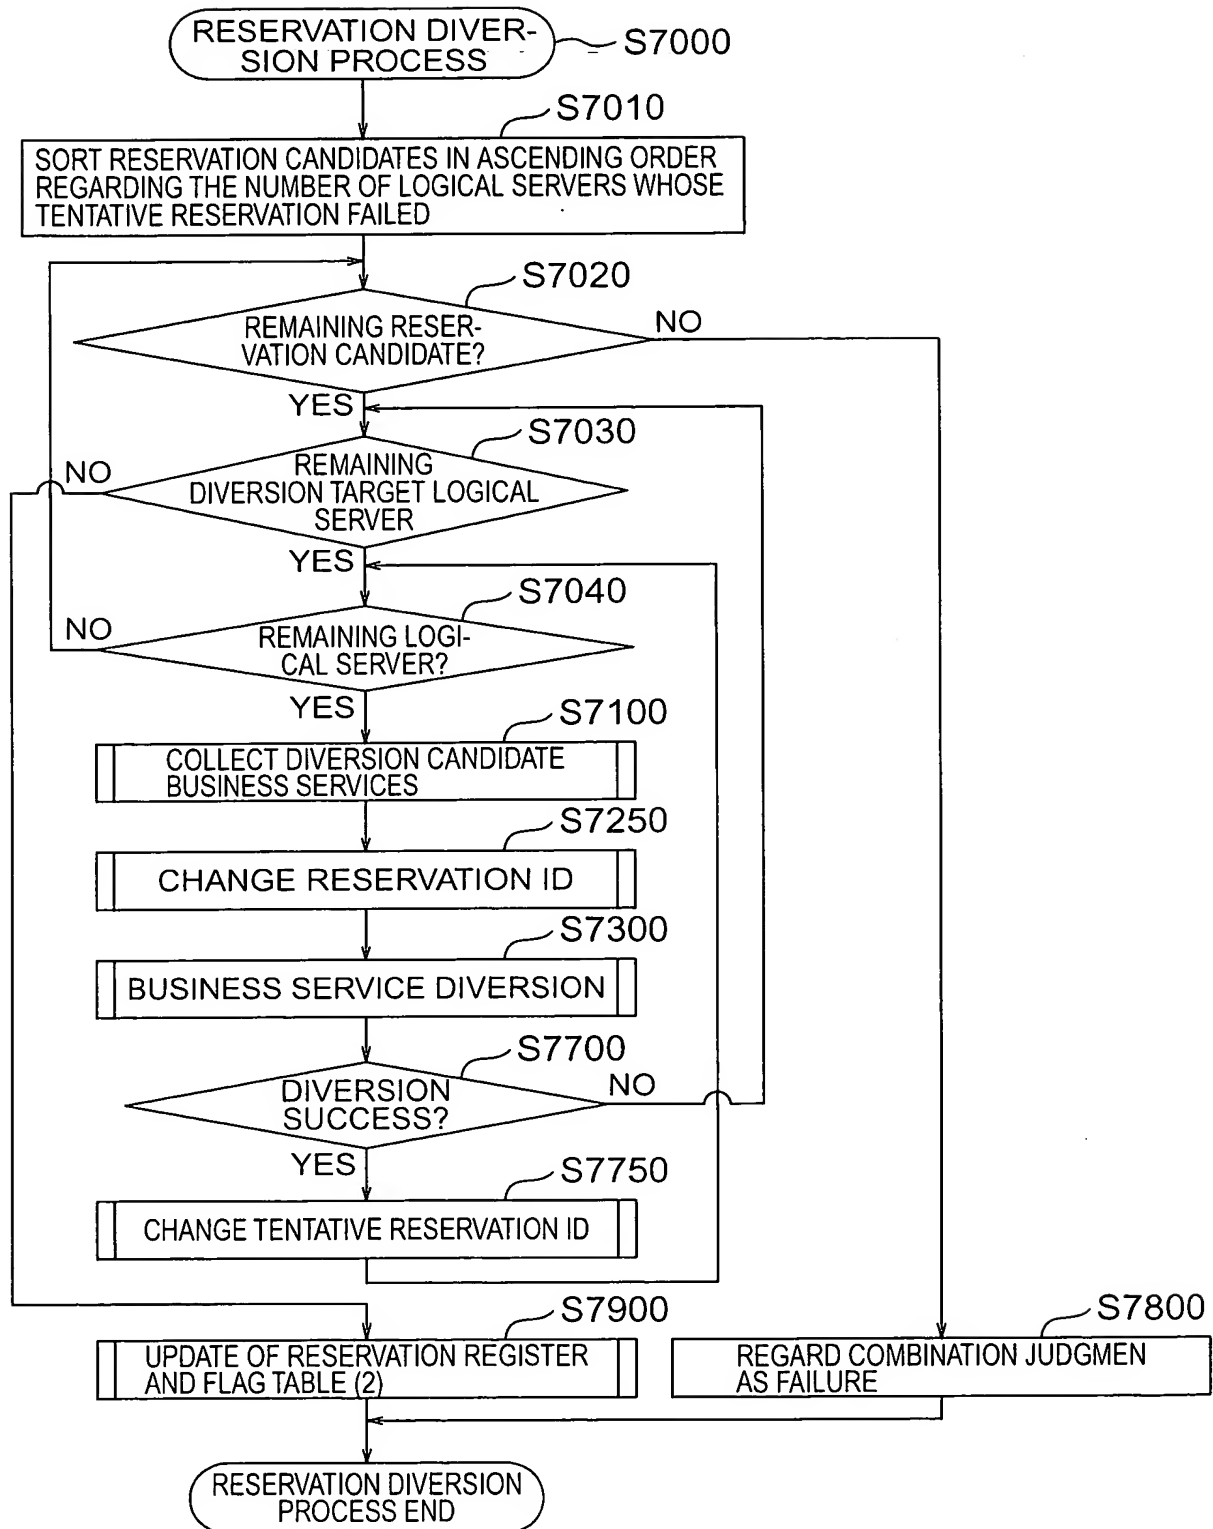 RESERVATION DIVER-
SION PROCESS
S7000
S7010
SORT RESERVATION CANDIDATES IN ASCENDING ORDER
REGARDING THE NUMBER OF LOGICAL SERVERS WHOSE
TENTATIVE RESERVATION FAILED
S7020
REMAINING RESER-
VATION CANDIDATE?
NO
YES
S7030
NO
REMAINING
DIVERSION TARGET LOGICAL
SERVER
YES
S7040
NO
REMAINING LOGI-
CAL SERVER?
YES
S7100
COLLECT DIVERSION CANDIDATE
BUSINESS SERVICES
S7250
CHANGE RESERVATION ID
S7300
BUSINESS SERVICE DIVERSION
S7700
DIVERSION
SUCCESS?
NO
YES
S7750
CHANGE TENTATIVE RESERVATION ID
S7900
UPDATE OF RESERVATION REGISTER
AND FLAG TABLE (2)
S7800
REGARD COMBINATION JUDGMEN
AS FAILURE
RESERVATION DIVERSION
PROCESS END